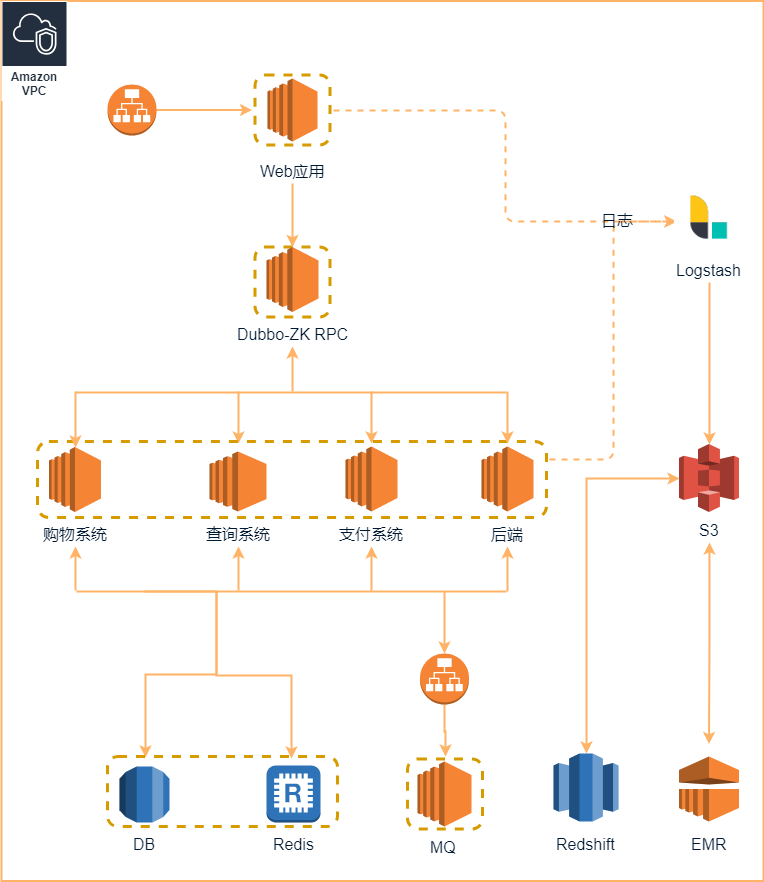 Amazon
VPC
Web应用
日志
Logstash
Dubbo-ZK RPC
购物系统
查询系统
支付系统
后端
S3
R
DB
Redis
MQ
Redshift
EMR